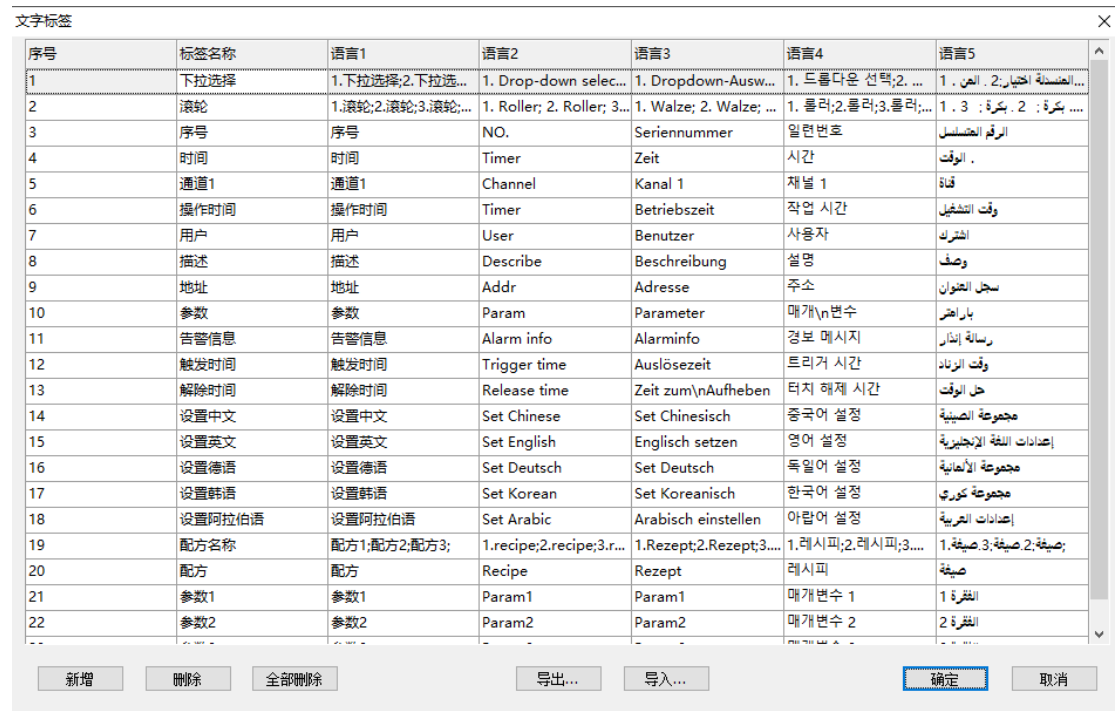 文字标签
序号 标签名称 语言1 语言2 语言3 语言4 语言5
1 下拉选择 1.下拉选择;2.下拉选... 1. Drop-down selec... 1. Dropdown-Ausw... 1. 드롭다운 선택;2. ... المنسدلة اختيار;2 . المن . 1...
2 滚轮 1.滚轮;2.滚轮;3.滚轮;... 1. Roller; 2. Roller; 3... 1. Walze; 2. Walze; ... 1. 롤러;2.롤러;3.롤러;... بكرة ; 2 . بكرة ; 3 . 1...
3 序号 序号 NO. Seriennummer 일련번호 الرقم المتسلسل
4 时间 时间 Timer Zeit 시간 الوقت .
5 通道1 通道1 Channel Kanal 1 채널 1 قناة
6 操作时间 操作时间 Timer Betriebszeit 작업 시간 وقت التشغيل
7 用户 用户 User Benutzer 사용자 اشترك
8 描述 描述 Describe Beschreibung 설명 وصف
9 地址 地址 Addr Adresse 주소 سجل العنوان
10 参数 参数 Param Parameter 매개\n변수 بارامتر
11 告警信息 告警信息 Alarm info Alarminfo 경보 메시지 رسالة إنذار
12 触发时间 触发时间 Trigger time Auslösezeit 트리거 시간 وقت الزناد
13 解除时间 解除时间 Release time Zeit zum\nAufheben 터치 해제 시간 حل الوقت
14 设置中文 设置中文 Set Chinese Set Chinesisch 중국어 설정 مجموعة الصينية
15 设置英文 设置英文 Set English Englisch setzen 영어 설정 إعدادات اللغة الإنجليزية
16 设置德语 设置德语 Set Deutsch Set Deutsch 독일어 설정 مجموعة الألمانية
17 设置韩语 设置韩语 Set Korean Set Koreanisch 한국어 설정 مجموعة كوري
18 设置阿拉伯语 设置阿拉伯语 Set Arabic Arabisch einstellen 아랍어 설정 إعدادات العربية
19 配方名称 配方1;配方2;配方3; 1.recipe;2.recipe;3.r... 1.Rezept;2.Rezept;3.... 1.레시피;2.레시피;3.... صيغة;2.صيغة;3.صيغة.1;
20 配方 配方 Recipe Rezept 레시피 صيغة
21 参数1 参数1 Param1 Param1 매개변수 1 الفقرة 1
22 参数2 参数2 Param2 Param2 매개변수 2 الفقرة 2
新增 删除 全部删除 导出... 导入... 确定 取消